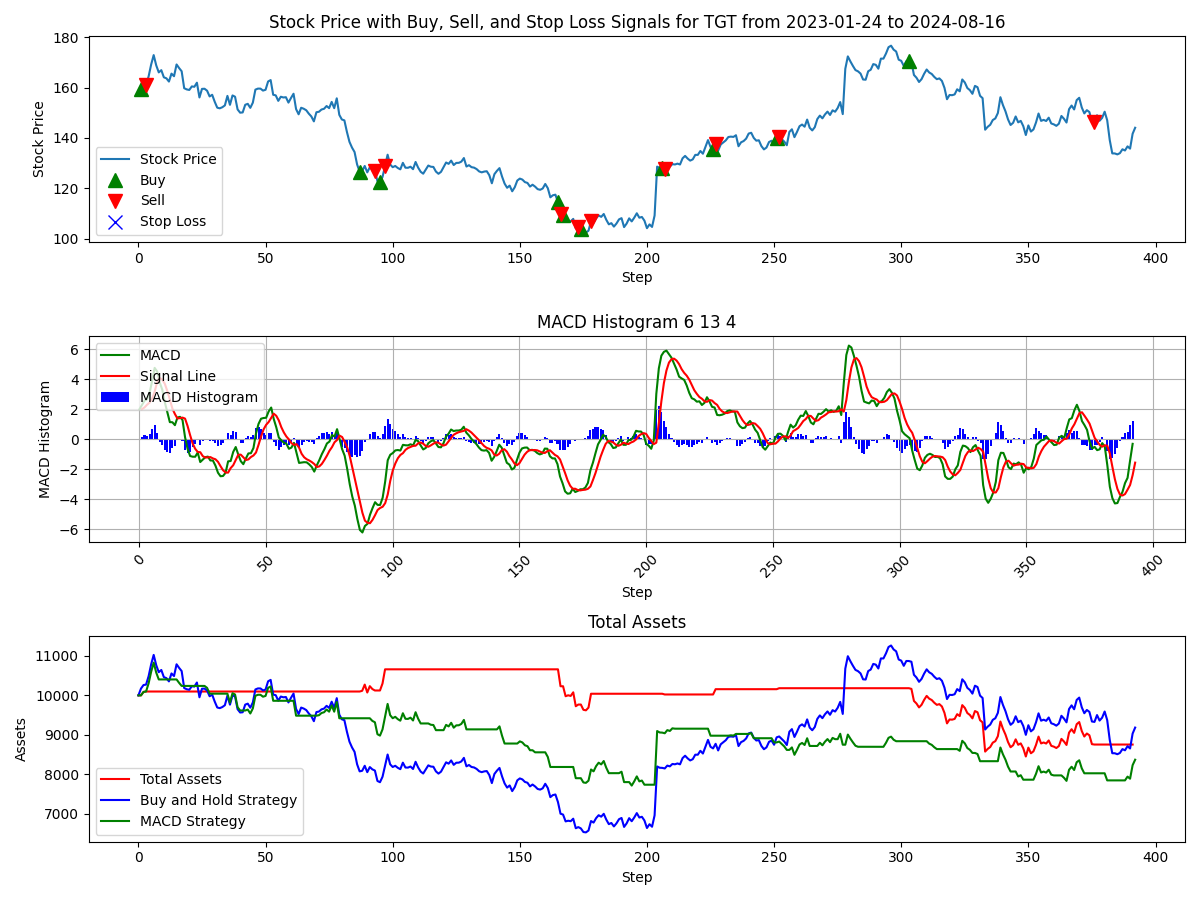 Stock Price with Buy, Sell, and Stop Loss Signals for TGT from 2023-01-24 to 2024-08-16
180
160
140
120
100
Stock Price
Stock Price
Buy
Sell
Stop Loss
0 50 100 150 200 250 300 350 400
Step
MACD Histogram 6 13 4
6
4
2
0
−2
−4
−6
MACD Histogram
MACD
Signal Line
MACD Histogram
0 50 100 150 200 250 300 350 400
Step
Total Assets
11000
10000
9000
8000
7000
Assets
Total Assets
Buy and Hold Strategy
MACD Strategy
0 50 100 150 200 250 300 350 400
Step